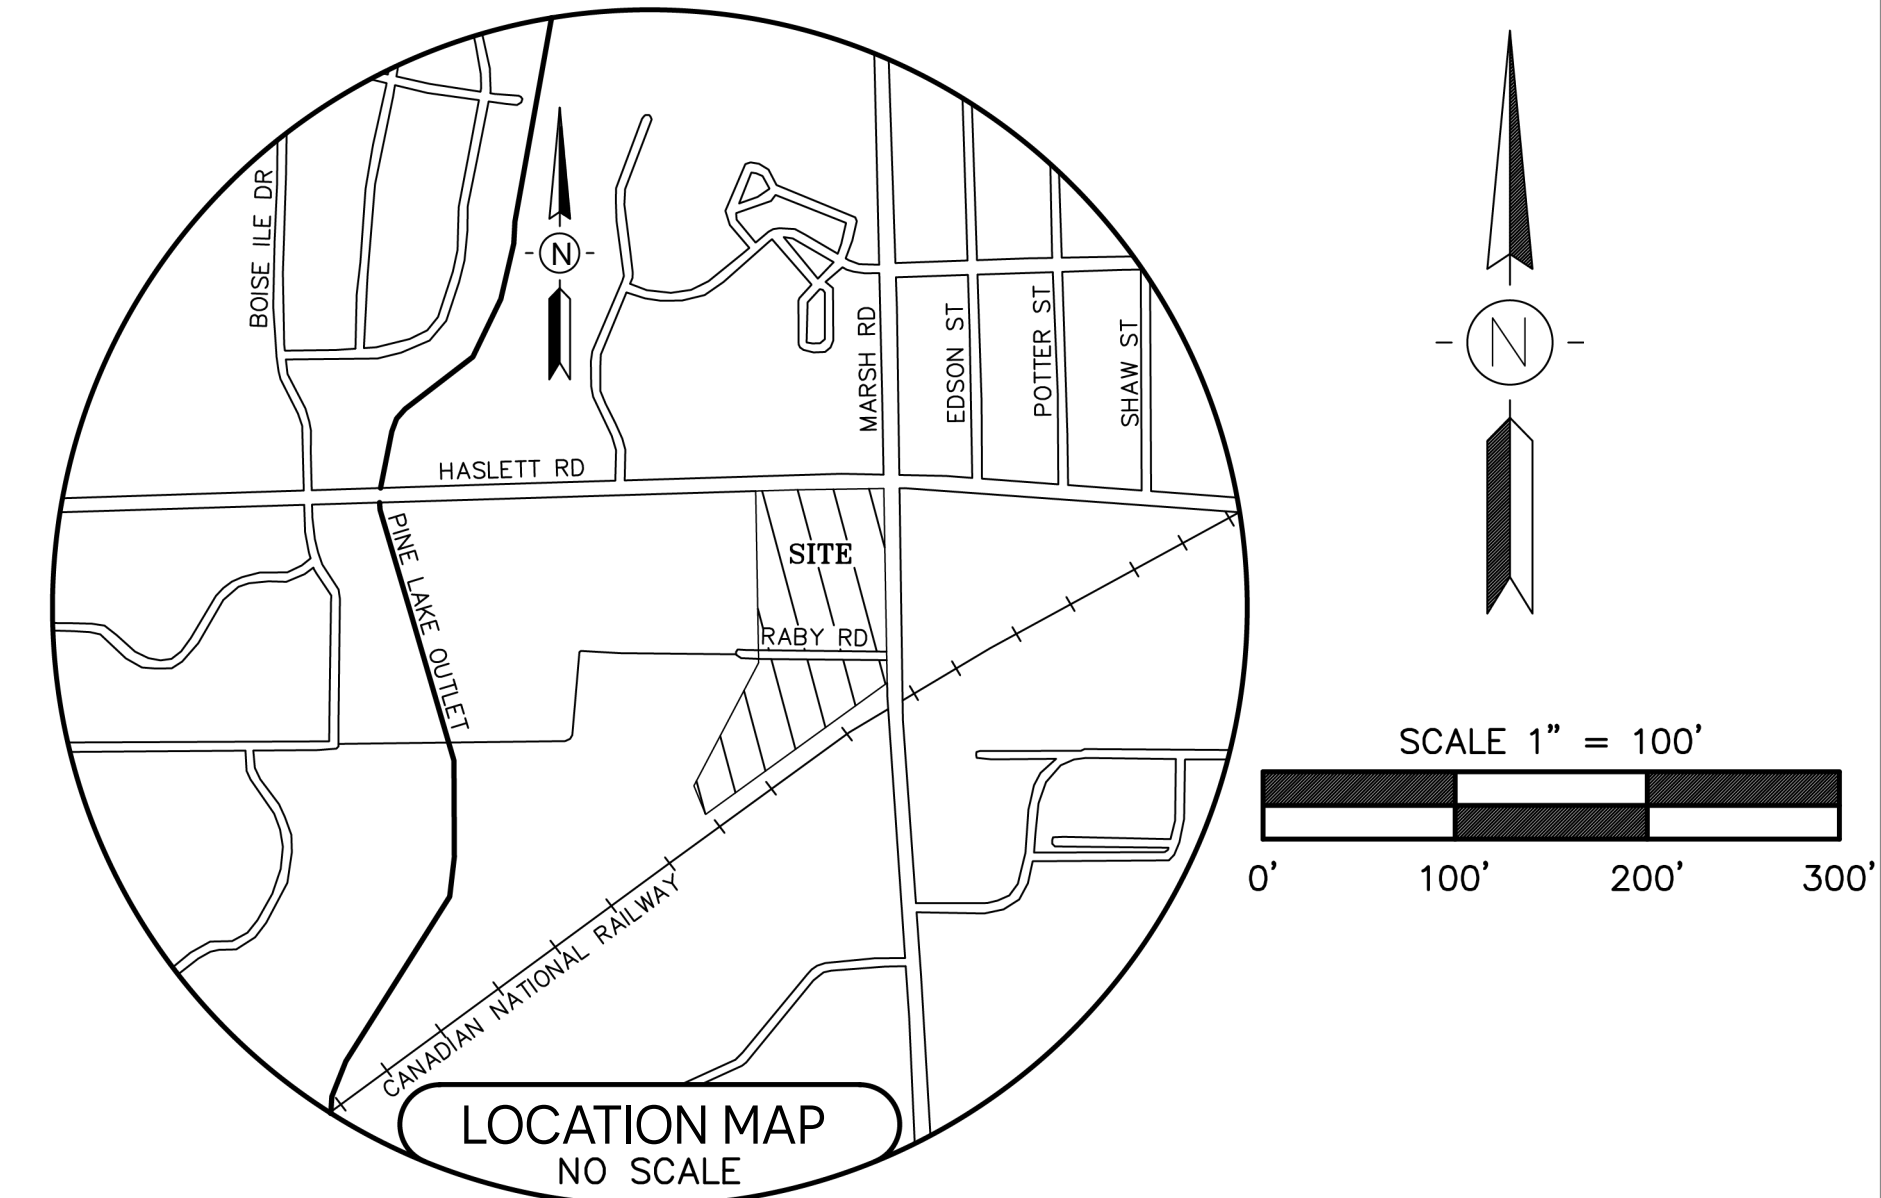 BOISE ILE DR
N
MARSH RD
EDSON ST
POTTER ST
SHAW ST
N
HASLETT RD
PINE LAKE OUTLET
SITE
RABY RD
CANADIAN NATIONAL RAILWAY
LOCATION MAP
NO SCALE
SCALE 1” = 100’
0’ 100’ 200’ 300’